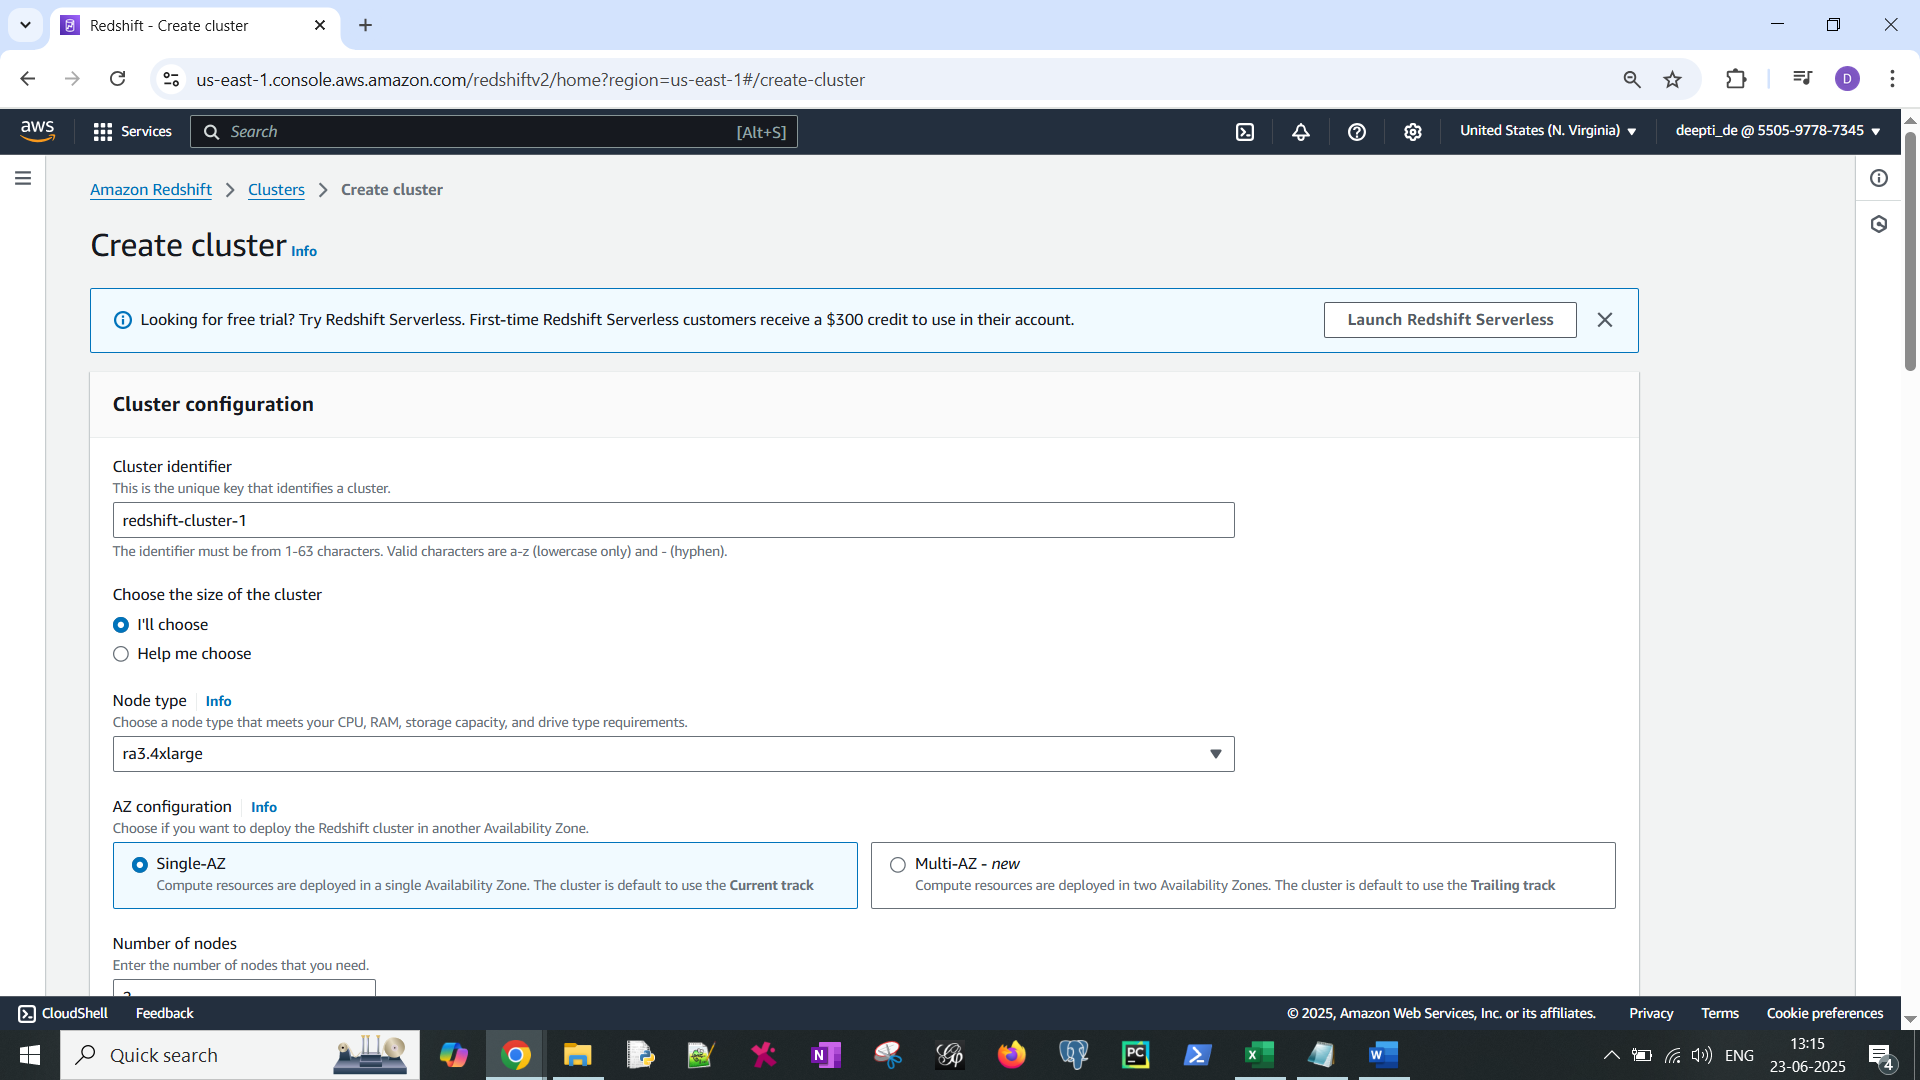 Redshift - Create cluster
us-east-1.console.aws.amazon.com/redshiftv2/home?region=us-east-1#/create-cluster
D
aws
Services
Search
[Alt+S]
United States (N. Virginia)
deepti_de @ 5505-9778-7345
Amazon Redshift > Clusters > Create cluster
Create cluster Info
Looking for free trial? Try Redshift Serverless. First-time Redshift Serverless customers receive a $300 credit to use in their account.
Launch Redshift Serverless
Cluster configuration
Cluster identifier
This is the unique key that identifies a cluster.
redshift-cluster-1
The identifier must be from 1-63 characters. Valid characters are a-z (lowercase only) and - (hyphen).
Choose the size of the cluster
I'll choose
Help me choose
Node type Info
Choose a node type that meets your CPU, RAM, storage capacity, and drive type requirements.
ra3.4xlarge
AZ configuration Info
Choose if you want to deploy the Redshift cluster in another Availability Zone.
Single-AZ
Compute resources are deployed in a single Availability Zone. The cluster is default to use the Current track
Multi-AZ - new
Compute resources are deployed in two Availability Zones. The cluster is default to use the Trailing track
Number of nodes
Enter the number of nodes that you need.
CloudShell
Feedback
© 2025, Amazon Web Services, Inc. or its affiliates.
Privacy
Terms
Cookie preferences
Quick search
ENG
13:15
23-06-2025
4